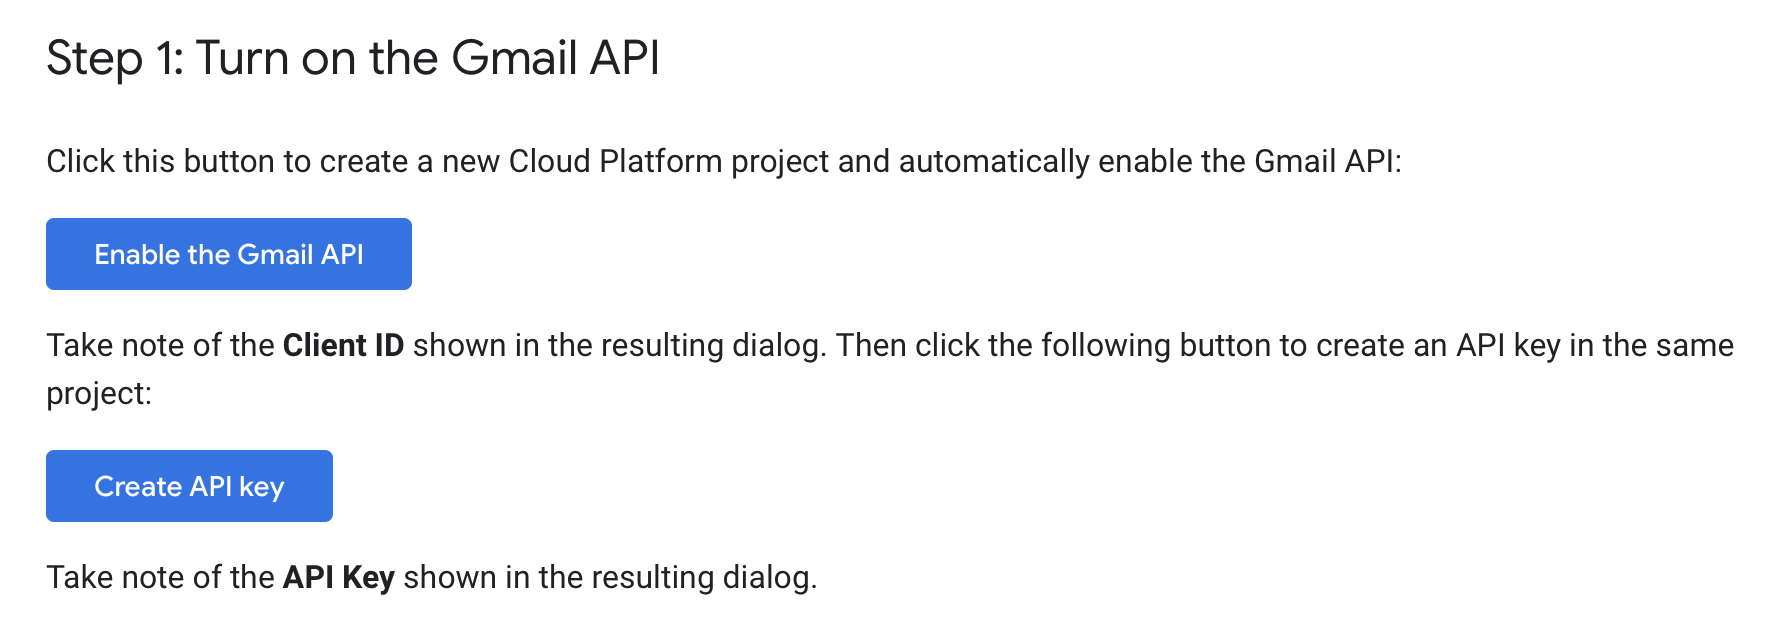 Step 1: Turn on the Gmail API
Click this button to create a new Cloud Platform project and automatically enable the Gmail API:
Enable the Gmail API
Take note of the Client ID shown in the resulting dialog. Then click the following button to create an API key in the same
project:
Create API key
Take note of the API Key shown in the resulting dialog.